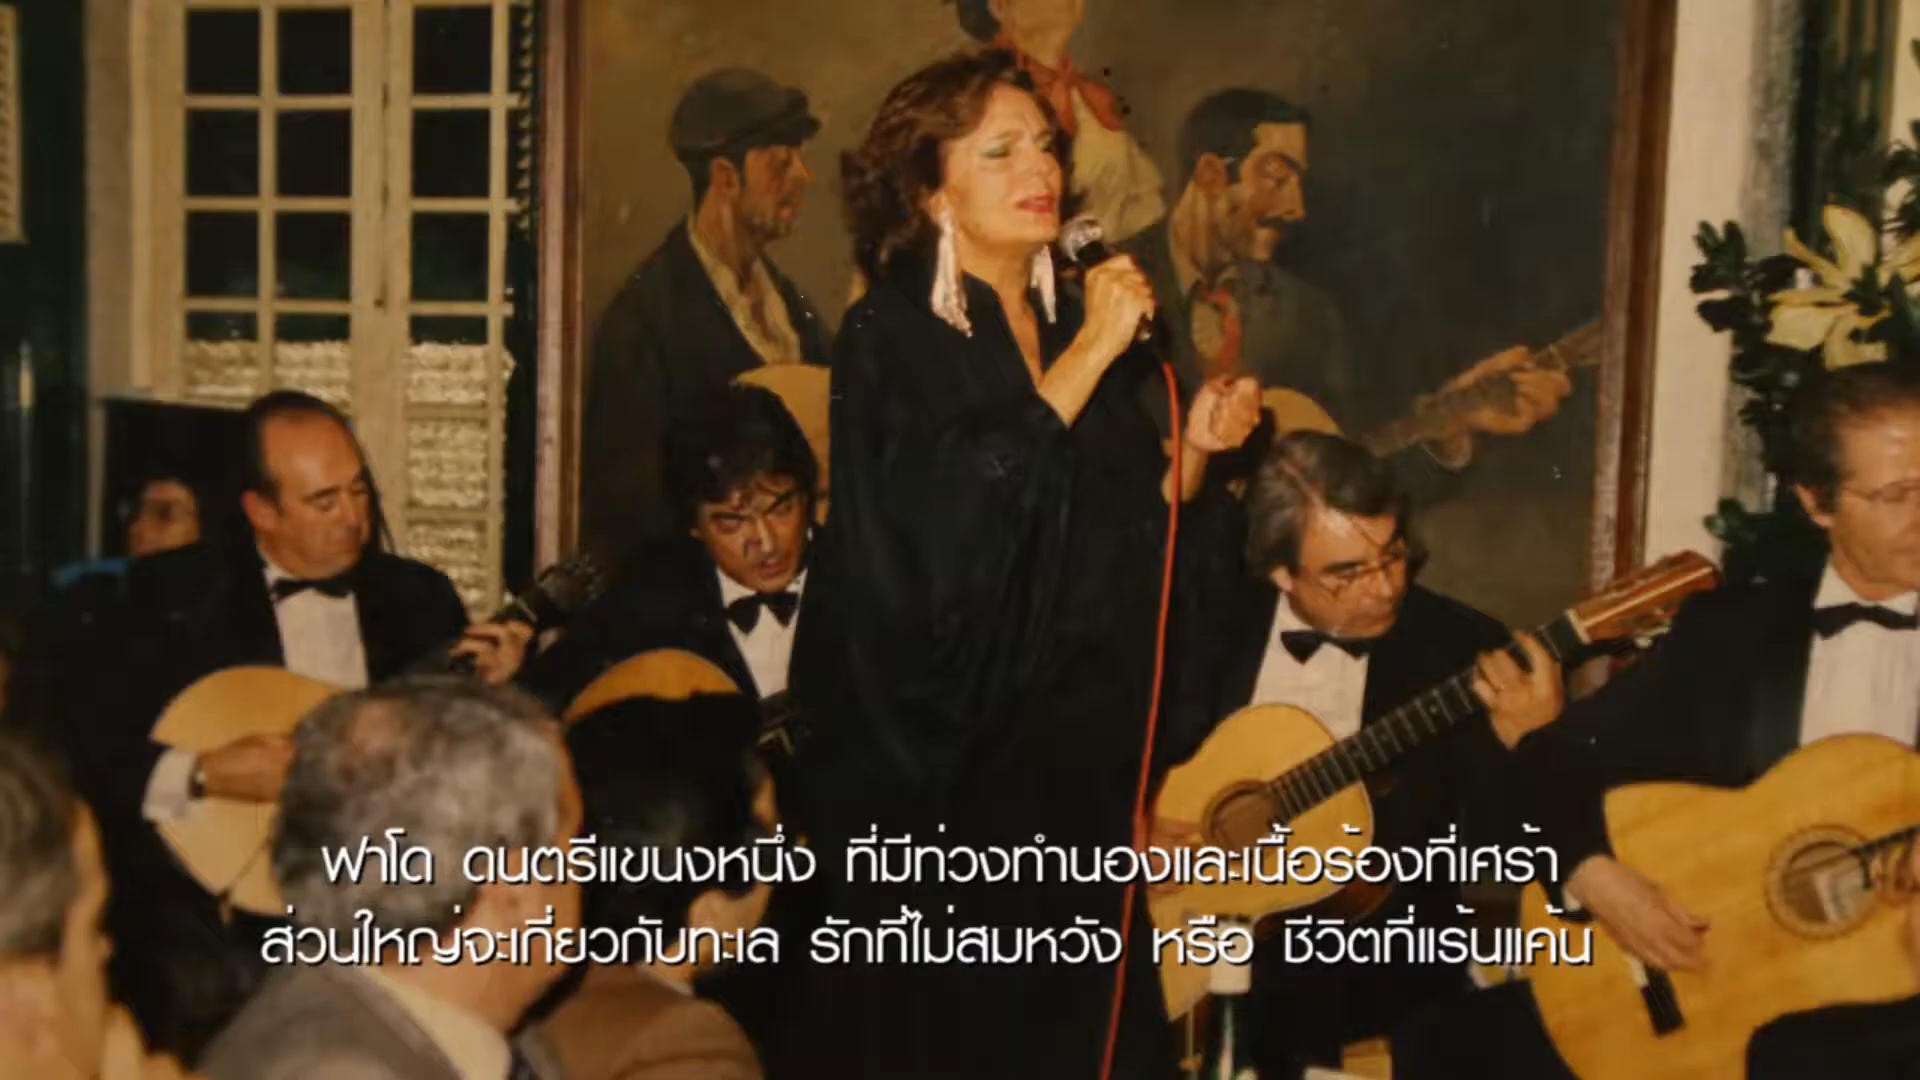 ฟาโด ดนตรีแขนงหนึ่ง ที่มีท่วงทำนองและเนื้อร้องที่เศร้า
ส่วนใหญ่จะเกี่ยวกับทะเล รักที่ไม่สมหวัง หรือ ชีวิตที่แร้นแค้น